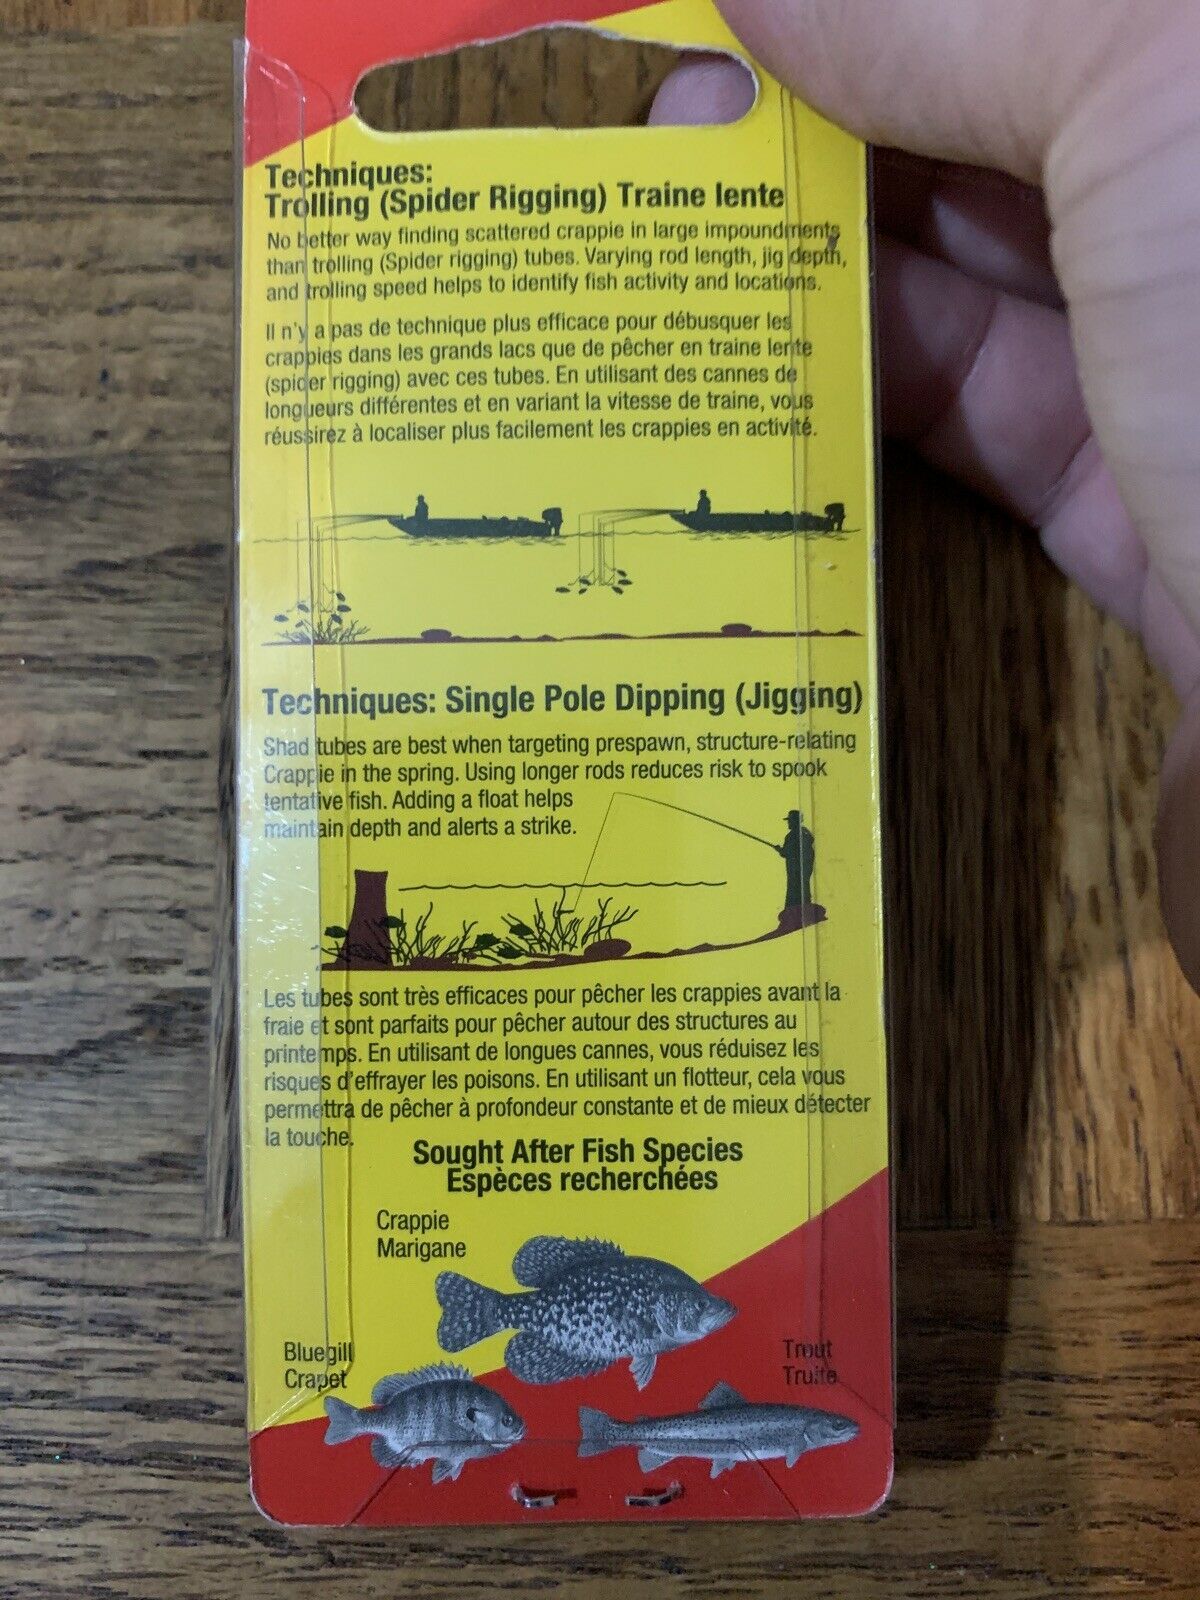 Techniques:
Trolling (Spider Rigging) Traine lente
No better way finding scattered crappie in large impoundments
than trolling (Spider rigging) tubes. Varying rod length, jig depth,
and trolling speed helps to identify fish activity and locations.
Il n'y a pas de technique plus efficace pour débusquer les
crappies dans les grands lacs que de pêcher en traine lente
(spider rigging) avec ces tubes. En utilisant des cannes de
longueurs différentes et en variant la vitesse de traine, vous
réussirez à localiser plus facilement les crappies en activité.
Techniques: Single Pole Dipping (Jigging)
Shad tubes are best when targeting prespawn, structure-relating
Crappie in the spring. Using longer rods reduces risk to spook
tentative fish. Adding a float helps
maintain depth and alerts a strike.
Les tubes sont très efficaces pour pêcher les crappies avant la
fraie et sont parfaits pour pêcher autour des structures au
printemps. En utilisant de longues cannes, vous réduisez les
risques d'effrayer les poisons. En utilisant un flotteur, cela vous
permettra de pêcher à profondeur constante et de mieux détecter
la touche.
Sought After Fish Species
Espèces recherchées
Crappie
Marigane
Bluegill
Crapet
Trout
Truite